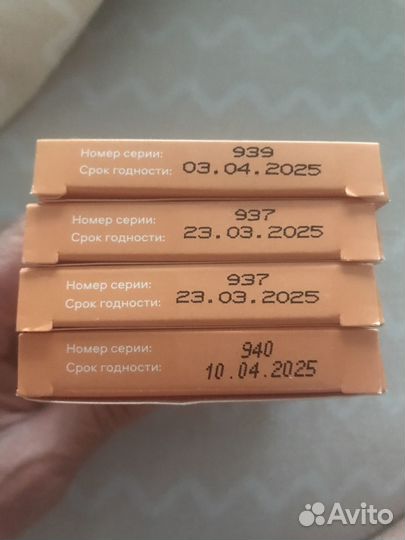 Номер серии: 939
Срок годности: 03.04.2025
Номер серии: 937
Срок годности: 23.03.2025
Номер серии: 937
Срок годности: 23.03.2025
Номер серии: 940
Срок годности: 10.04.2025
Avito